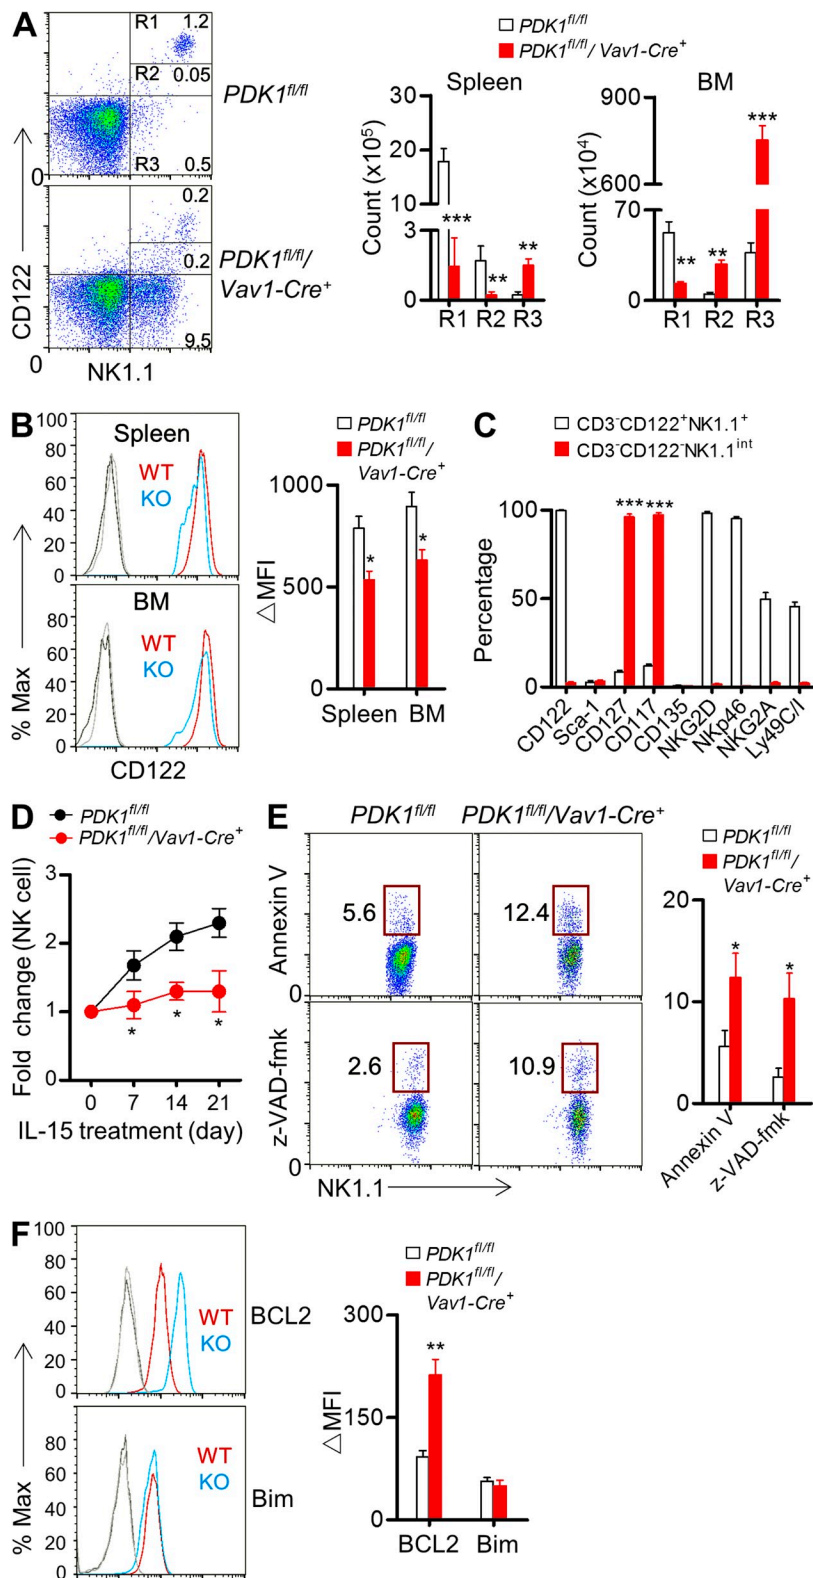 A
R1 1.2
R2 0.05
PDK1fl/fl
R3 0.5
0
0.2
0.2
PDK1fl/fl/
Vav1-Cre+
9.5
0
CD122
NK1.1
PDK1fl/fl
PDK1fl/fl/ Vav1-Cre+
Spleen
Count (x10⁵)
30
20
10
3
0
***
**
**
R1 R2 R3
BM
Count (x10⁴)
900
600
70
0
**
**
***
R1 R2 R3
B
100
80
60
40
20
0
Spleen
WT
KO
80
60
40
20
0
BM
WT
KO
% Max
CD122
PDK1fl/fl
PDK1fl/fl/
Vav1-Cre+
△MFI
1000
500
0
*
*
Spleen BM
C
CD3-CD122+NK1.1+
CD3-CD122-NK1.1int
Percentage
100
50
0
*** ***
CD122
Sca-1
CD127
CD117
CD135
NKG2D
NKp46
NKG2A
Ly49C/I
D
PDK1fl/fl
PDK1fl/fl/Vav1-Cre+
Fold change (NK cell)
3
2
1
0
* * *
0 7 14 21
IL-15 treatment (day)
E
PDK1fl/fl PDK1fl/fl/Vav1-Cre+
Annexin V
5.6
12.4
0
z-VAD-fmk
2.6
10.9
0
NK1.1
PDK1fl/fl
PDK1fl/fl/
Vav1-Cre+
20
10
0
*
*
Annexin V
z-VAD-fmk
F
100
80
60
40
20
0
WT
KO
BCL2
80
60
40
20
0
WT
KO
Bim
% Max
PDK1fl/fl
PDK1fl/fl/
Vav1-Cre+
△MFI
300
150
0
**
BCL2 Bim